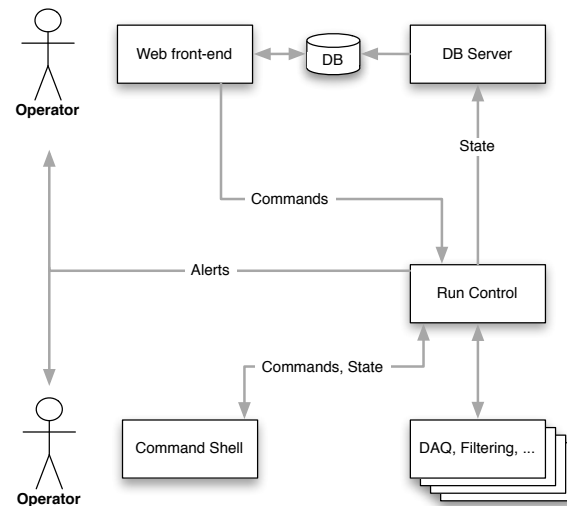 Web front-end
DB
DB Server
Operator
State
Commands
Alerts
Run Control
Commands, State
Command Shell
DAQ, Filtering, ...
Operator